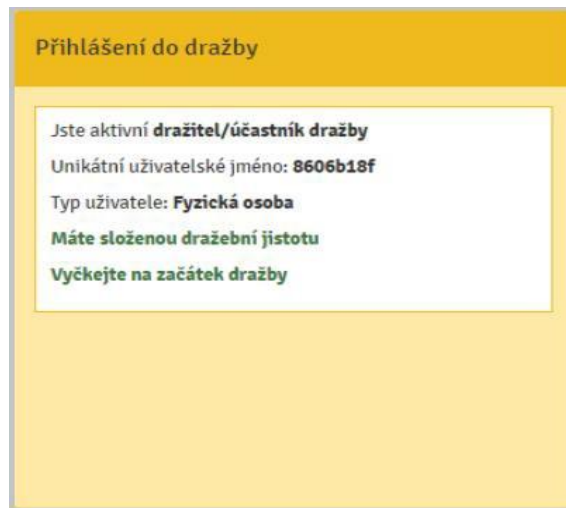 Přihlášení do dražby
Jste aktivní dražitel/účastník dražby
Unikátní uživatelské jméno: 8606b18f
Typ uživatele: Fyzická osoba
Máte složenou dražební jistotu
Vyčkejte na začátek dražby